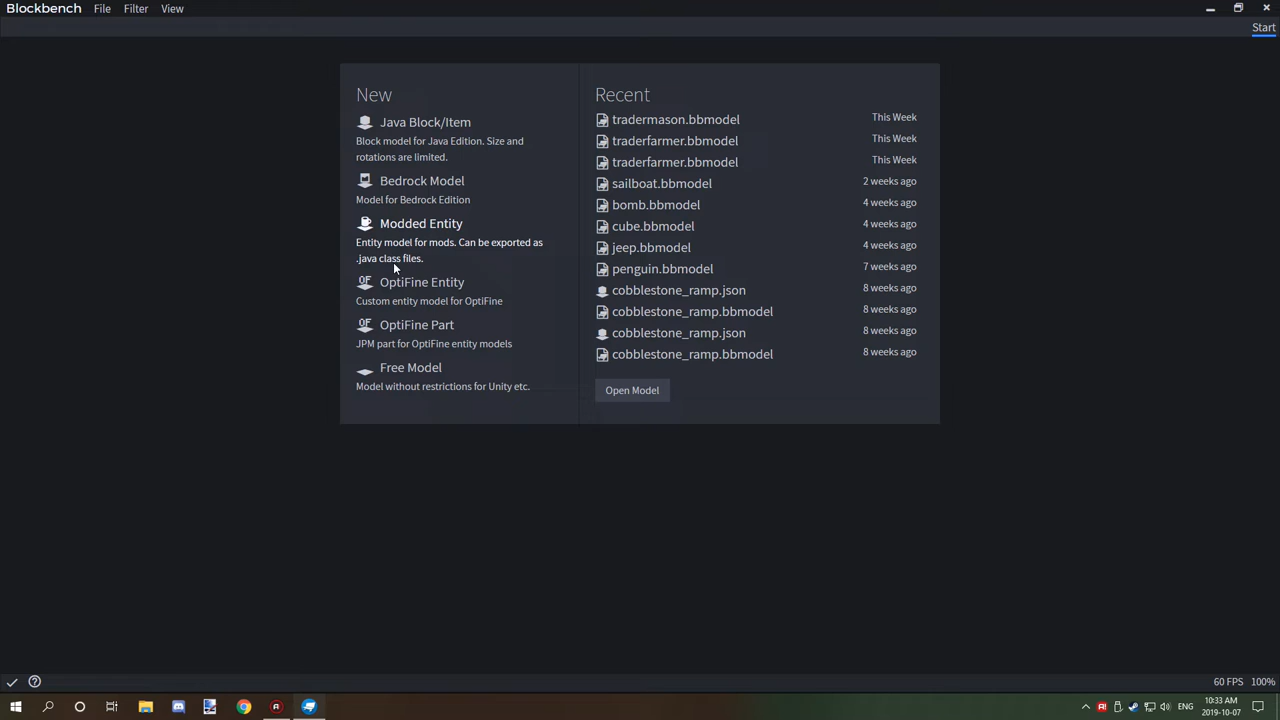 Blockbench File Filter View
Start
New
Java Block/Item
Block model for Java Edition. Size and
rotations are limited.
Bedrock Model
Model for Bedrock Edition
Modded Entity
Entity model for mods. Can be exported as
.java class files.
OF OptiFine Entity
Custom entity model for OptiFine
OF OptiFine Part
JPM part for OptiFine entity models
Free Model
Model without restrictions for Unity etc.
Recent
tradermason.bbmodel This Week
traderfarmer.bbmodel This Week
traderfarmer.bbmodel This Week
sailboat.bbmodel 2 weeks ago
bomb.bbmodel 4 weeks ago
cube.bbmodel 4 weeks ago
jeep.bbmodel 4 weeks ago
penguin.bbmodel 7 weeks ago
cobblestone_ramp.json 8 weeks ago
cobblestone_ramp.bbmodel 8 weeks ago
cobblestone_ramp.json 8 weeks ago
cobblestone_ramp.bbmodel 8 weeks ago
Open Model
60 FPS 100%
ENG
10:33 AM
2019-10-07